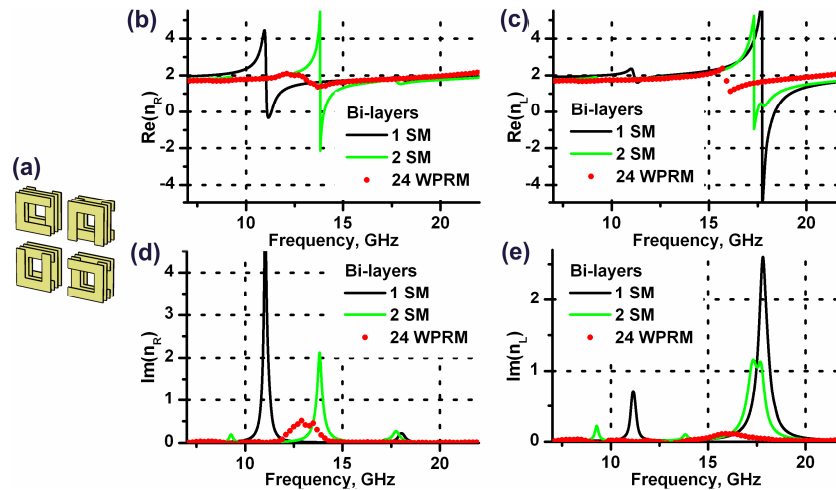 (a)
(b)
4
2
0
-2
-4
Re(n_R)
Bi-layers
1 SM
2 SM
24 WPRM
10 15 20
Frequency, GHz
(c)
4
2
0
-2
-4
Re(n_L)
Bi-layers
1 SM
2 SM
24 WPRM
10 15 20
Frequency, GHz
(d)
4
3
2
1
0
Im(n_R)
Bi-layers
1 SM
2 SM
24 WPRM
10 15 20
Frequency, GHz
(e)
2
1
0
Im(n_L)
Bi-layers
1 SM
2 SM
24 WPRM
10 15 20
Frequency, GHz